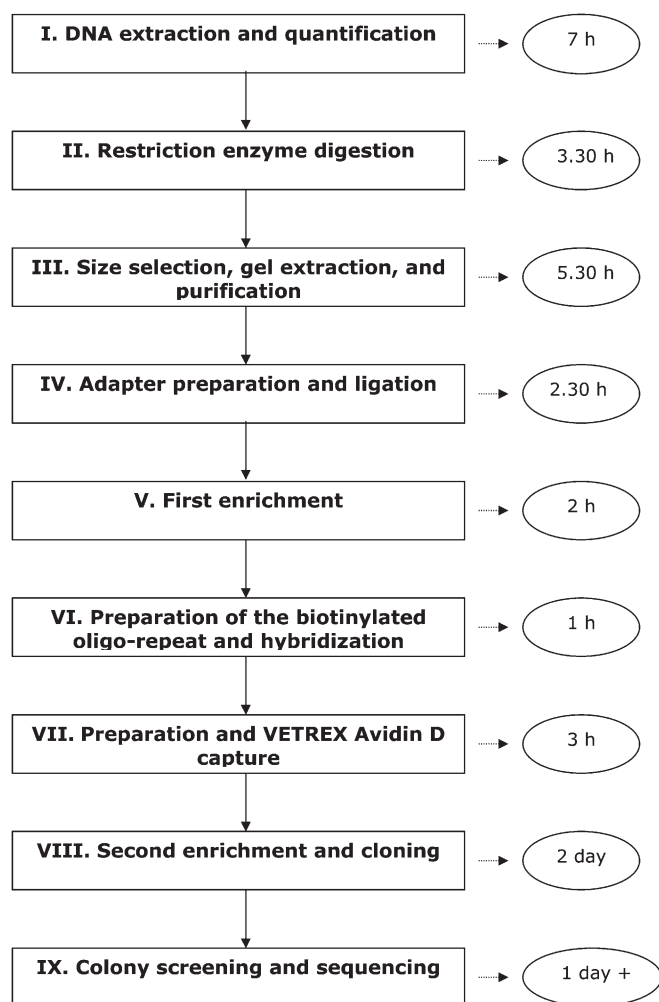 I. DNA extraction and quantification
7 h
II. Restriction enzyme digestion
3.30 h
III. Size selection, gel extraction, and
purification
5.30 h
IV. Adapter preparation and ligation
2.30 h
V. First enrichment
2 h
VI. Preparation of the biotinylated
oligo-repeat and hybridization
1 h
VII. Preparation and VETREX Avidin D
capture
3 h
VIII. Second enrichment and cloning
2 day
IX. Colony screening and sequencing
1 day +